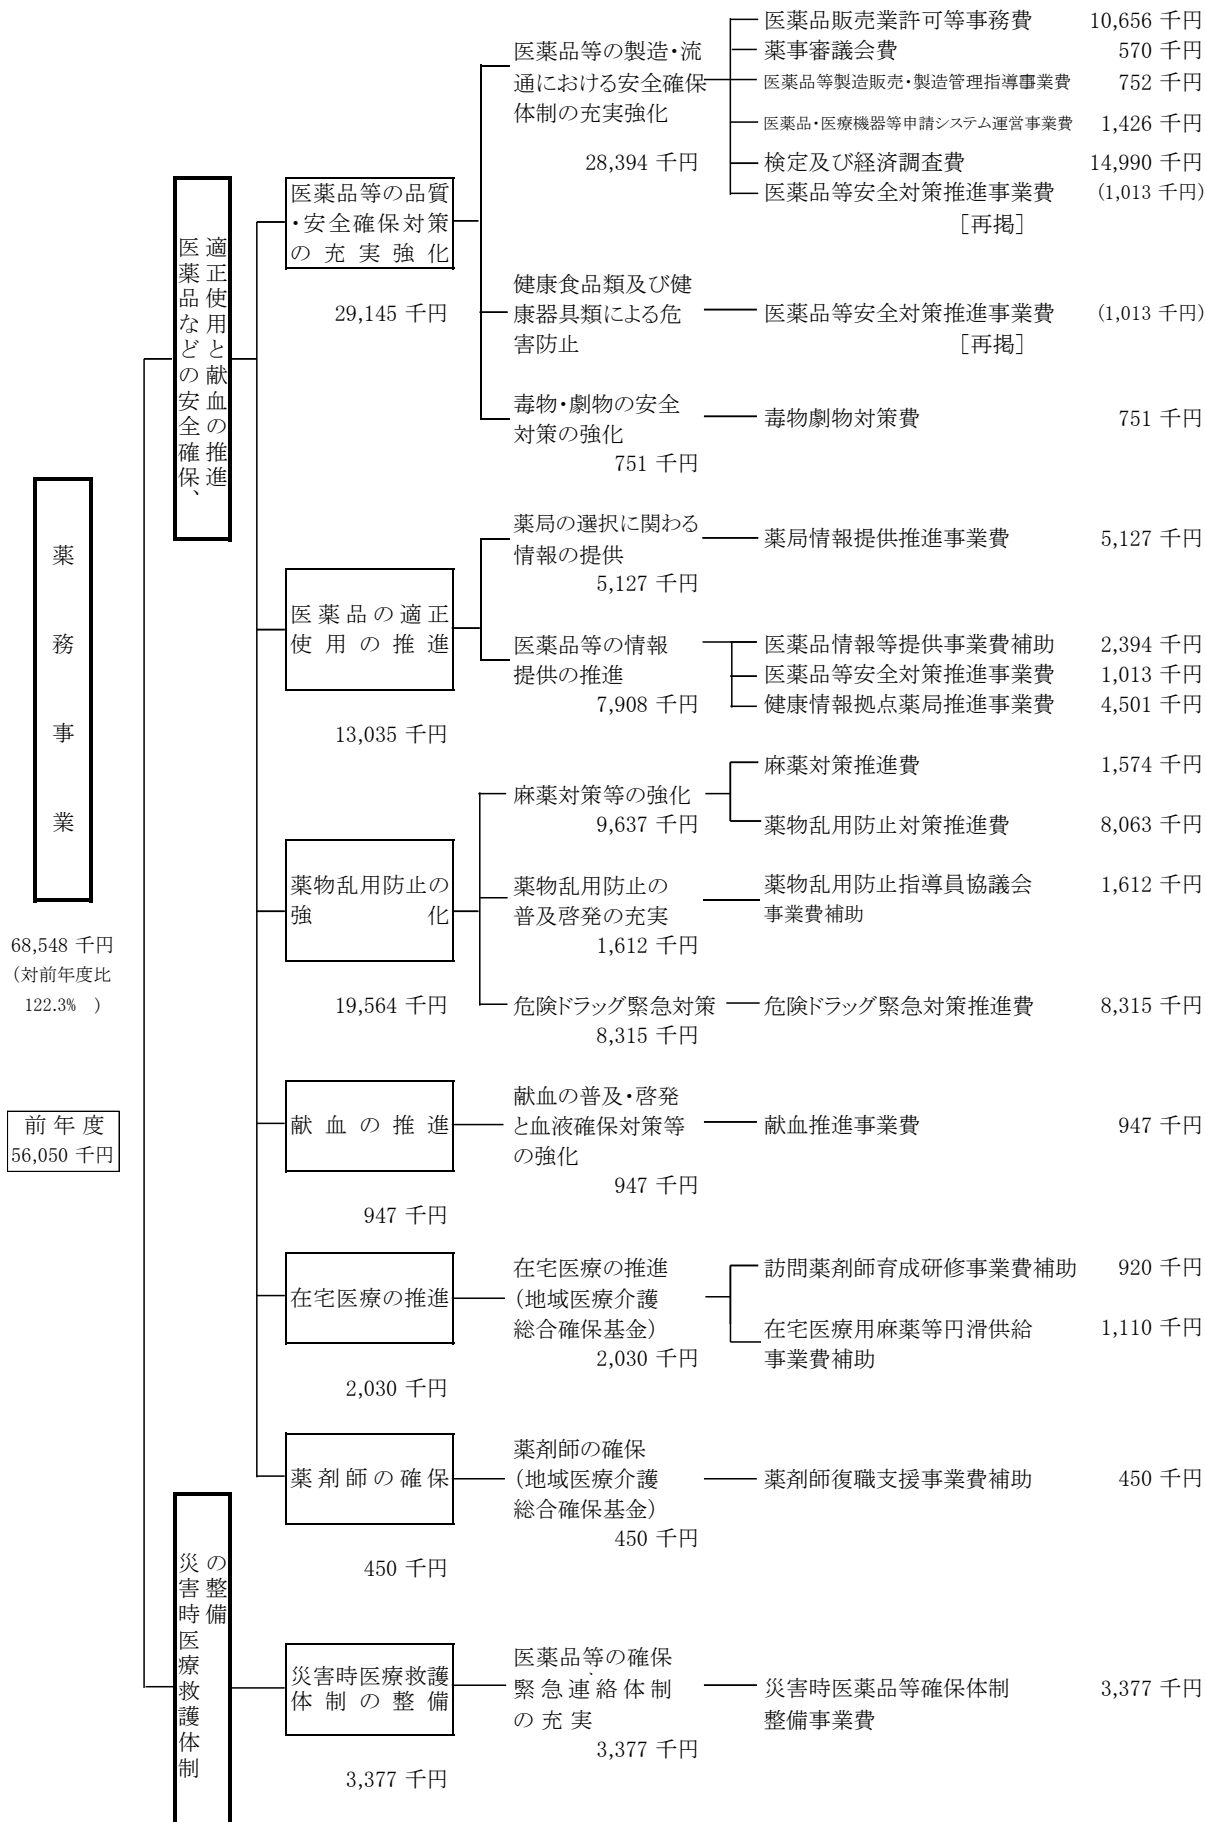 薬務事業
68,548 千円
(対前年度比
122.3% )
前年度
56,050 千円
医薬品などの安全確保、
適正使用と献血の推進
医薬品等の品質
・安全確保対策
の充実強化
29,145 千円
医薬品等の製造・流
通における安全確保
体制の充実強化
28,394 千円
医薬品販売業許可等事務費 10,656 千円
薬事審議会費 570 千円
医薬品等製造販売・製造管理指導事業費 752 千円
医薬品・医療機器等申請システム運営事業費 1,426 千円
検定及び経済調査費 14,990 千円
医薬品等安全対策推進事業費 (1,013 千円)
[再掲]
健康食品類及び健
康器具類による危
害防止
医薬品等安全対策推進事業費 (1,013 千円)
[再掲]
毒物・劇物の安全
対策の強化
751 千円
毒物劇物対策費 751 千円
医薬品の適正
使用の推進
13,035 千円
薬局の選択に関わる
情報の提供
5,127 千円
薬局情報提供推進事業費 5,127 千円
医薬品等の情報
提供の推進
7,908 千円
医薬品情報等提供事業費補助 2,394 千円
医薬品等安全対策推進事業費 1,013 千円
健康情報拠点薬局推進事業費 4,501 千円
薬物乱用防止の
強化
19,564 千円
麻薬対策等の強化
9,637 千円
麻薬対策推進費 1,574 千円
薬物乱用防止対策推進費 8,063 千円
薬物乱用防止の
普及啓発の充実
1,612 千円
薬物乱用防止指導員協議会 1,612 千円
事業費補助
危険ドラッグ緊急対策
8,315 千円
危険ドラッグ緊急対策推進費 8,315 千円
献血の推進
947 千円
献血の普及・啓発
と血液確保対策等
の強化
947 千円
献血推進事業費 947 千円
在宅医療の推進
2,030 千円
在宅医療の推進
(地域医療介護
総合確保基金)
2,030 千円
訪問薬剤師育成研修事業費補助 920 千円
在宅医療用麻薬等円滑供給 1,110 千円
事業費補助
薬剤師の確保
450 千円
薬剤師の確保
(地域医療介護
総合確保基金)
450 千円
薬剤師復職支援事業費補助 450 千円
災害時医療救護体制
の整備
災害時医療救護
体制の整備
3,377 千円
医薬品等の確保、
緊急連絡体制
の充実
3,377 千円
災害時医薬品等確保体制 3,377 千円
整備事業費